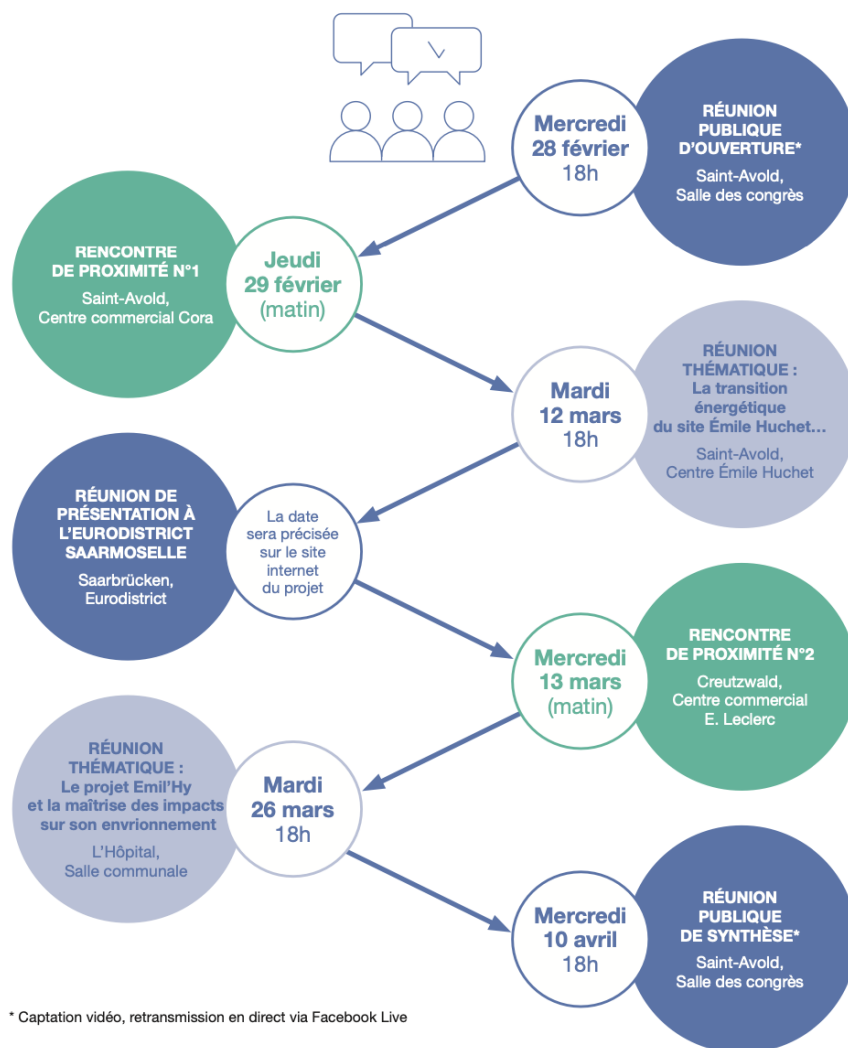 Mercredi
28 février
18h
RÉUNION
PUBLIQUE
D'OUVERTURE*
Saint-Avold,
Salle des congrès
RENCONTRE
DE PROXIMITÉ N°1
Saint-Avold,
Centre commercial Cora
Jeudi
29 février
(matin)
Mardi
12 mars
18h
RÉUNION
THÉMATIQUE :
La transition
énergétique
du site Émile Huchet...
Saint-Avold,
Centre Émile Huchet
RÉUNION DE
PRÉSENTATION À
L'EURODISTRICT
SAARMOSELLE
Saarbrücken,
Eurodistrict
La date
sera précisée
sur le site
internet
du projet
Mercredi
13 mars
(matin)
RENCONTRE
DE PROXIMITÉ N°2
Creutzwald,
Centre commercial
E. Leclerc
RÉUNION
THÉMATIQUE :
Le projet Emil'Hy
et la maîtrise des impacts
sur son envrionnement
L'Hôpital,
Salle communale
Mardi
26 mars
18h
Mercredi
10 avril
18h
RÉUNION
PUBLIQUE
DE SYNTHÈSE*
Saint-Avold,
Salle des congrès
* Captation vidéo, retransmission en direct via Facebook Live